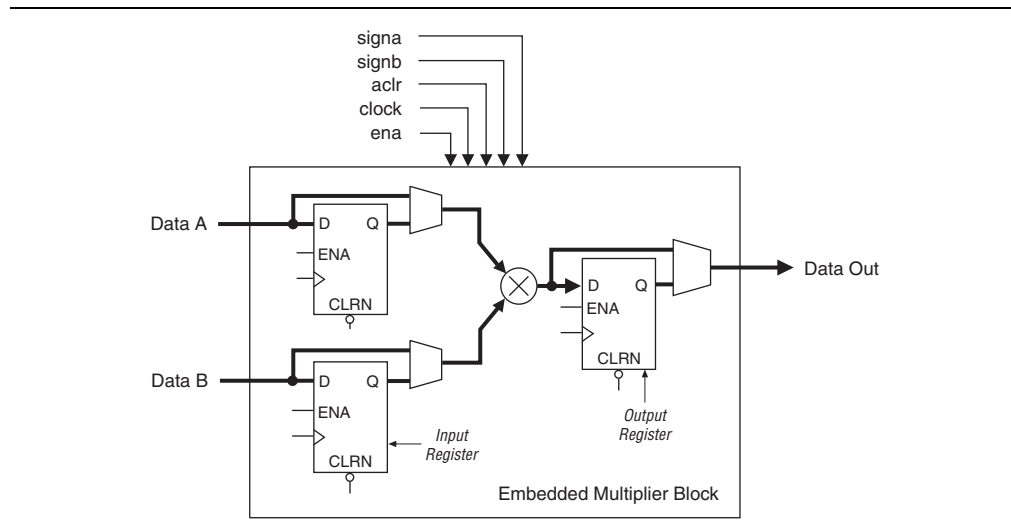 signa
signb
aclr
clock
ena
Data A
D
Q
ENA
CLRN
Data B
D
Q
ENA
CLRN
Input
Register
D
Q
ENA
CLRN
Output
Register
Data Out
Embedded Multiplier Block